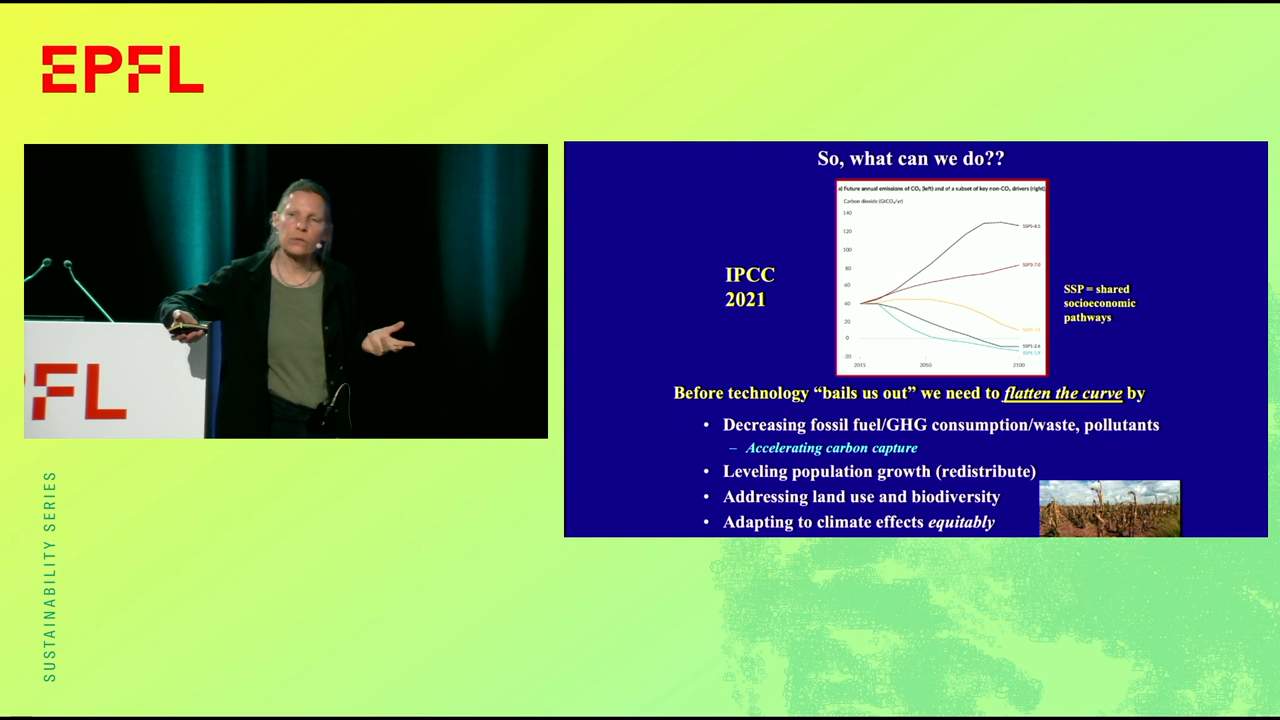 EPFL
FL
SUSTAINABILITY SERIES
So, what can we do??
a) Future annual emissions of CO₂ (left) and of a subset of key non-CO₂ drivers (right)
Carbon dioxide (GtCO₂/yr)
140
120
100
80
60
40
20
0
-20
2015
2050
2100
SSP5-8.5
SSP3-7.0
SSP1-2.6
SSP1-1.9
IPCC
2021
SSP = shared
socioeconomic
pathways
Before technology “bails us out” we need to flatten the curve by
• Decreasing fossil fuel/GHG consumption/waste, pollutants
– Accelerating carbon capture
• Leveling population growth (redistribute)
• Addressing land use and biodiversity
• Adapting to climate effects equitably